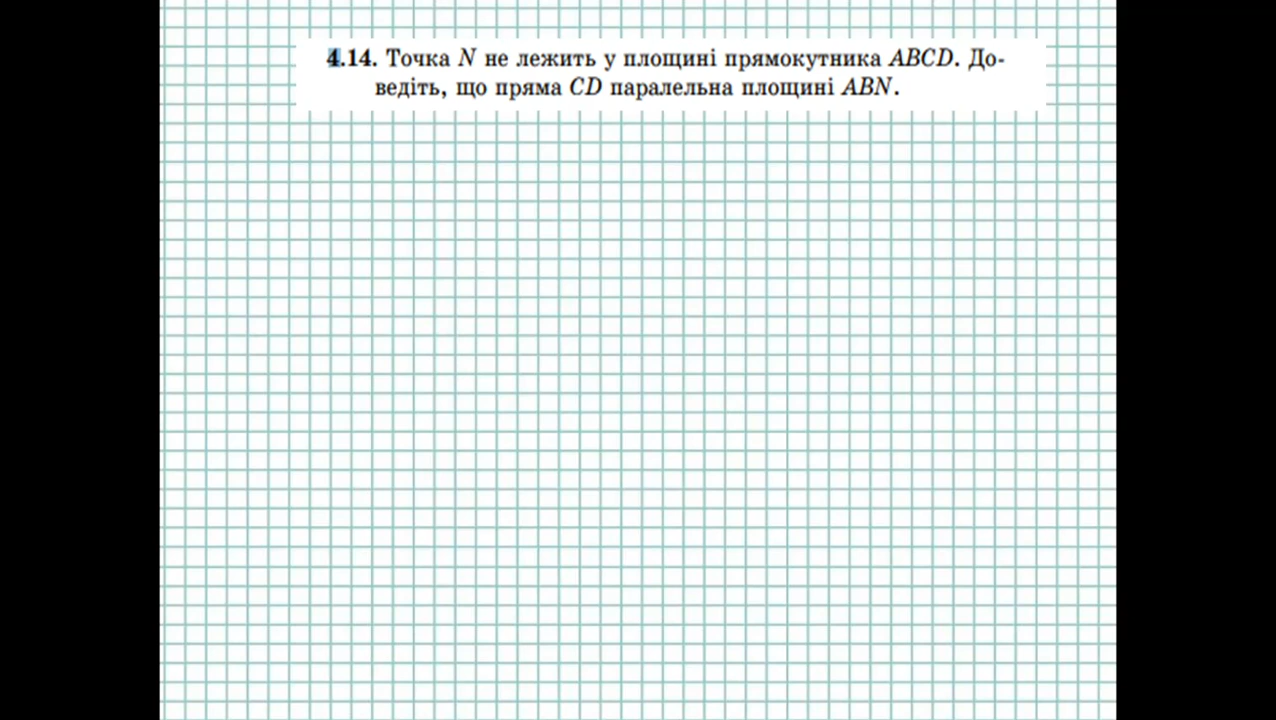 4.14. Точка N не лежить у площині прямокутника ABCD. До-
ведіть, що пряма CD паралельна площині ABN.